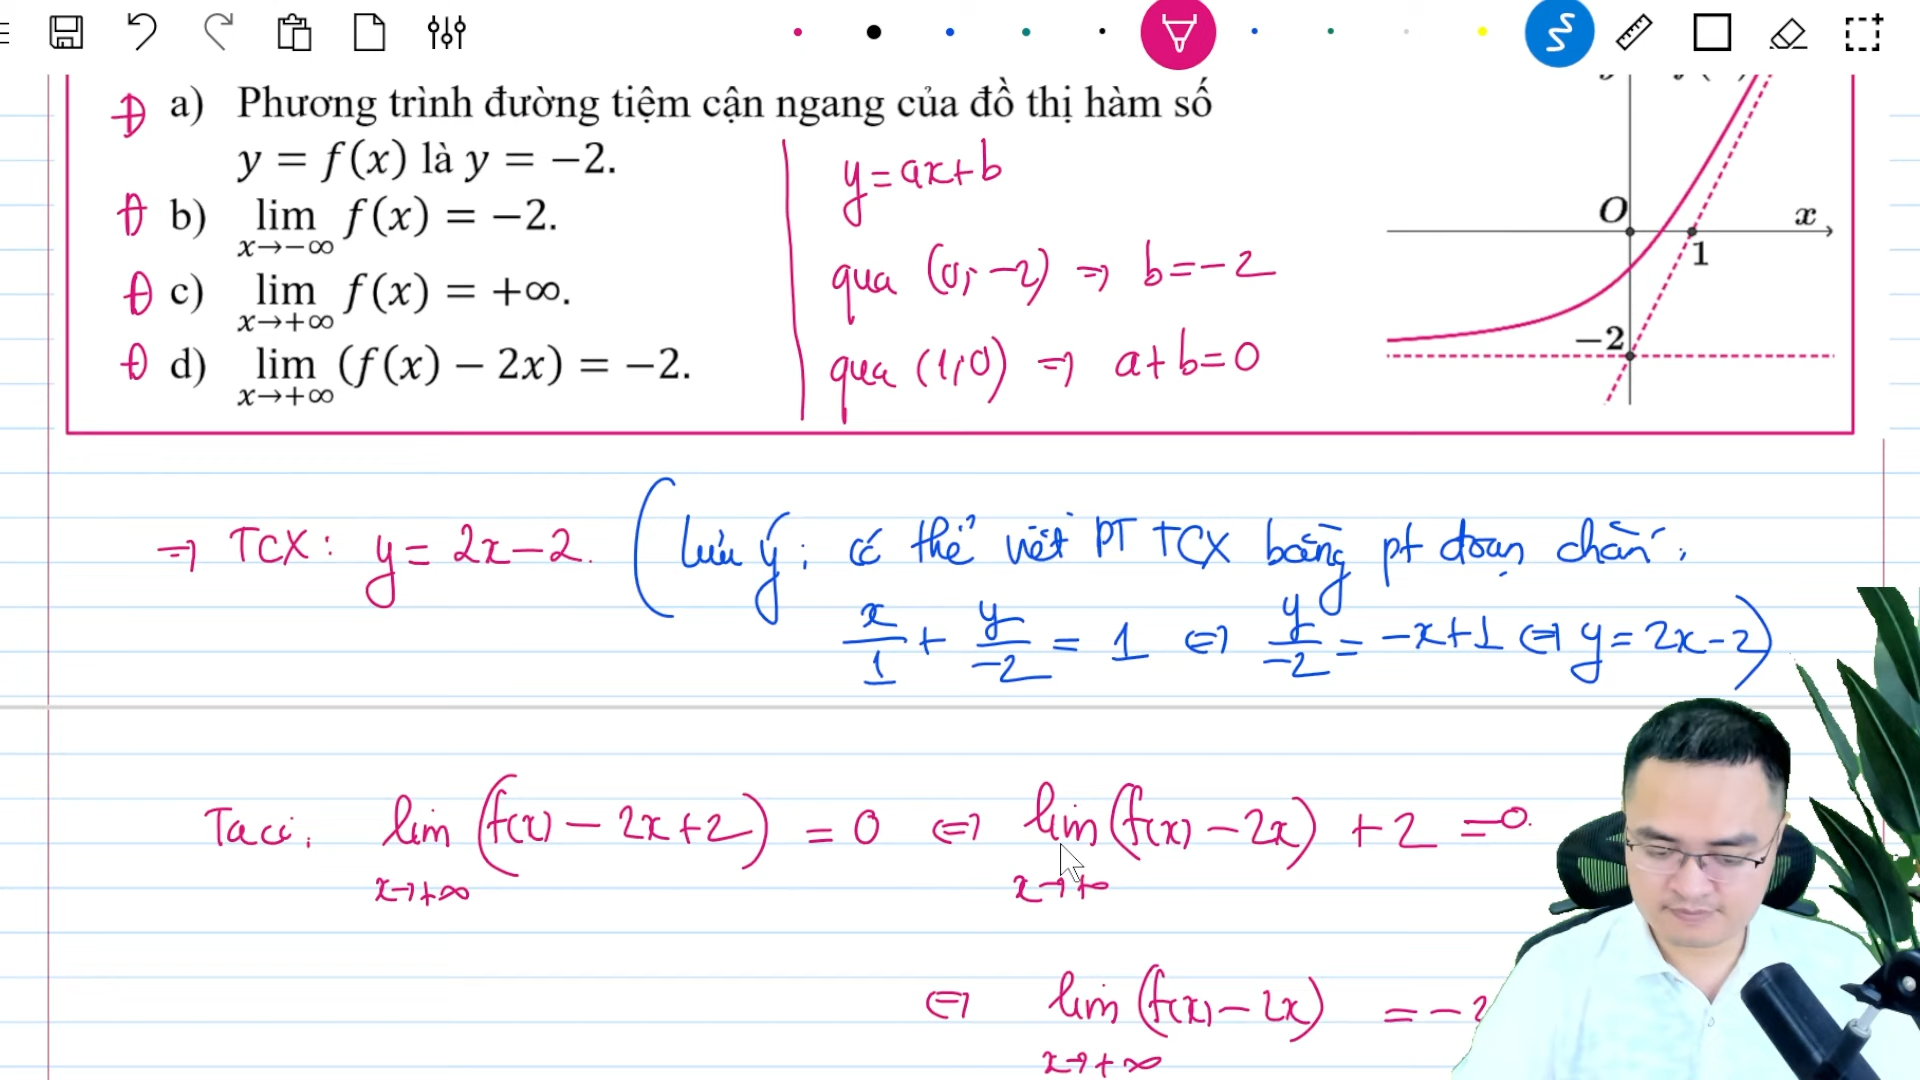 Đ a) Phương trình đường tiệm cận ngang của đồ thị hàm số
y = f(x) là y = −2.
Đ b) lim f(x) = −2.
x→−∞
Đ c) lim f(x) = +∞.
x→+∞
Đ d) lim (f(x) − 2x) = −2.
x→+∞
y = ax + b
qua (0; −2) ⇒ b = −2
qua (1; 0) ⇒ a + b = 0
O
x
1
−2
⇒ TCX: y = 2x − 2. (lưu ý: có thể viết PT TCX bằng pt đoạn chắn:
x/1 + y/−2 = 1 ⇔ y/−2 = −x + 1 ⇔ y = 2x − 2)
Ta có: lim (f(x) − 2x + 2) = 0 ⇔ lim (f(x) − 2x) + 2 = 0.
x→+∞ x→+∞
⇔ lim (f(x) − 2x) = −2
x→+∞